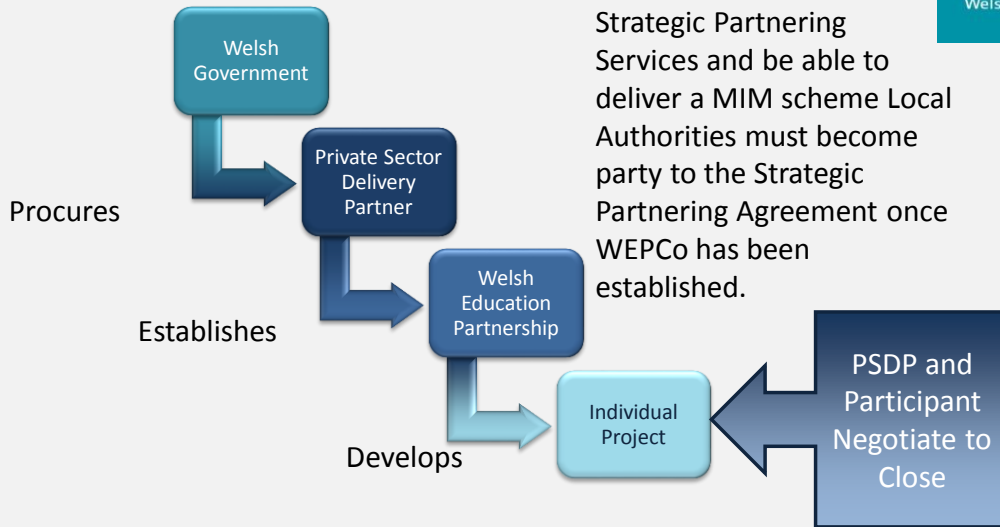 Wels
Welsh
Government
Strategic Partnering
Services and be able to
deliver a MIM scheme Local
Authorities must become
party to the Strategic
Partnering Agreement once
WEPCo has been
established.
Procures
Private Sector
Delivery
Partner
Establishes
Welsh
Education
Partnership
Develops
Individual
Project
PSDP and
Participant
Negotiate to
Close